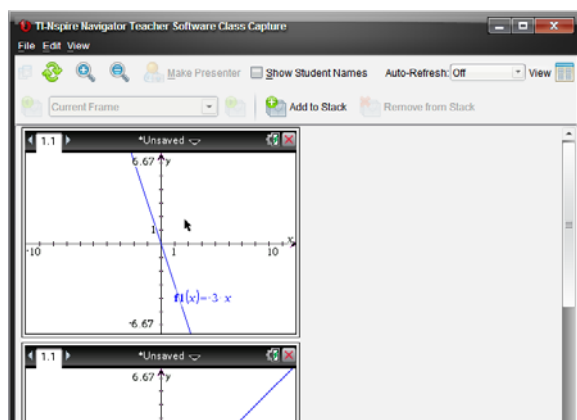 TI-Nspire Navigator Teacher Software Class Capture
File Edit View
Make Presenter Show Student Names Auto-Refresh: Off View
Current Frame Add to Stack Remove from Stack
1.1 *Unsaved
6.67 y
1
-10 1 10 x
f1(x)=-3·x
-6.67
1.1 *Unsaved
6.67 y